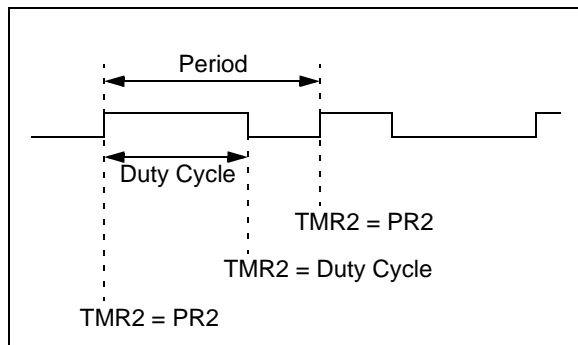 Period
Duty Cycle
TMR2 = PR2
TMR2 = Duty Cycle
TMR2 = PR2